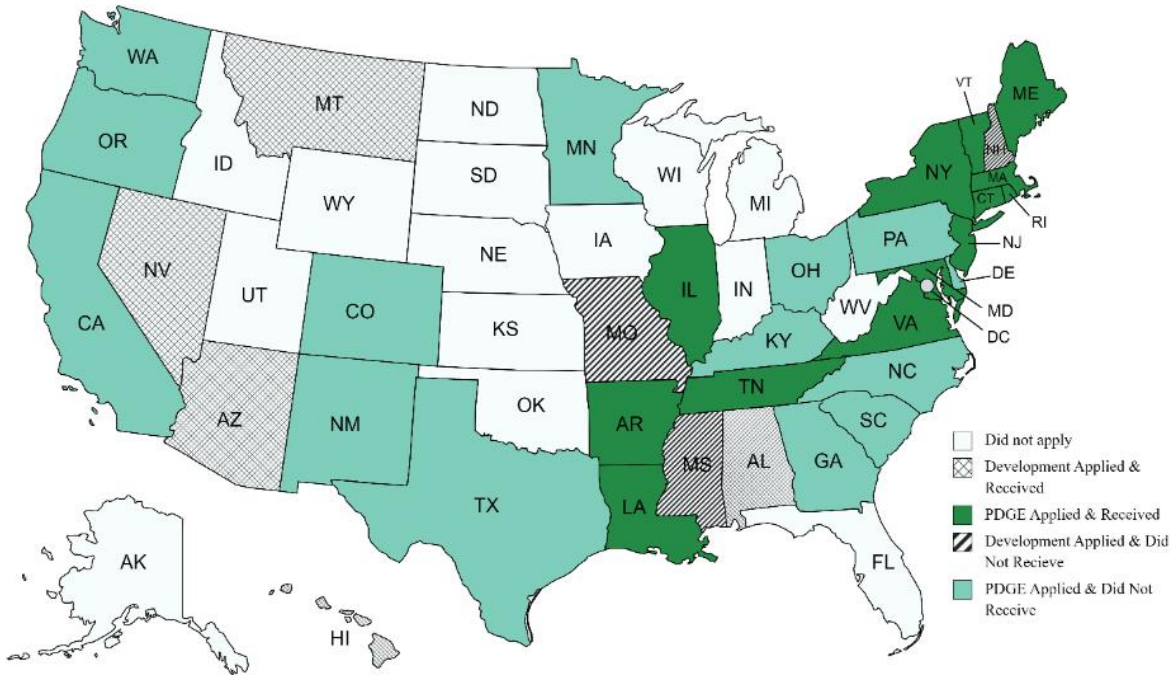 WA
VT
ME
MT
ND
OR
MN
NH
ID
SD
WI
NY
MA
WY
MI
CT
RI
IA
PA
NE
NJ
NV
OH
DE
UT
IL
IN
CA
CO
WV
MD
KS
MO
VA
DC
KY
NC
TN
OK
AZ
NM
AR
SC
Did not apply
MS
AL
GA
Development Applied &
Received
TX
LA
PDGE Applied & Received
Development Applied & Did
Not Recieve
AK
FL
PDGE Applied & Did Not
Receive
HI